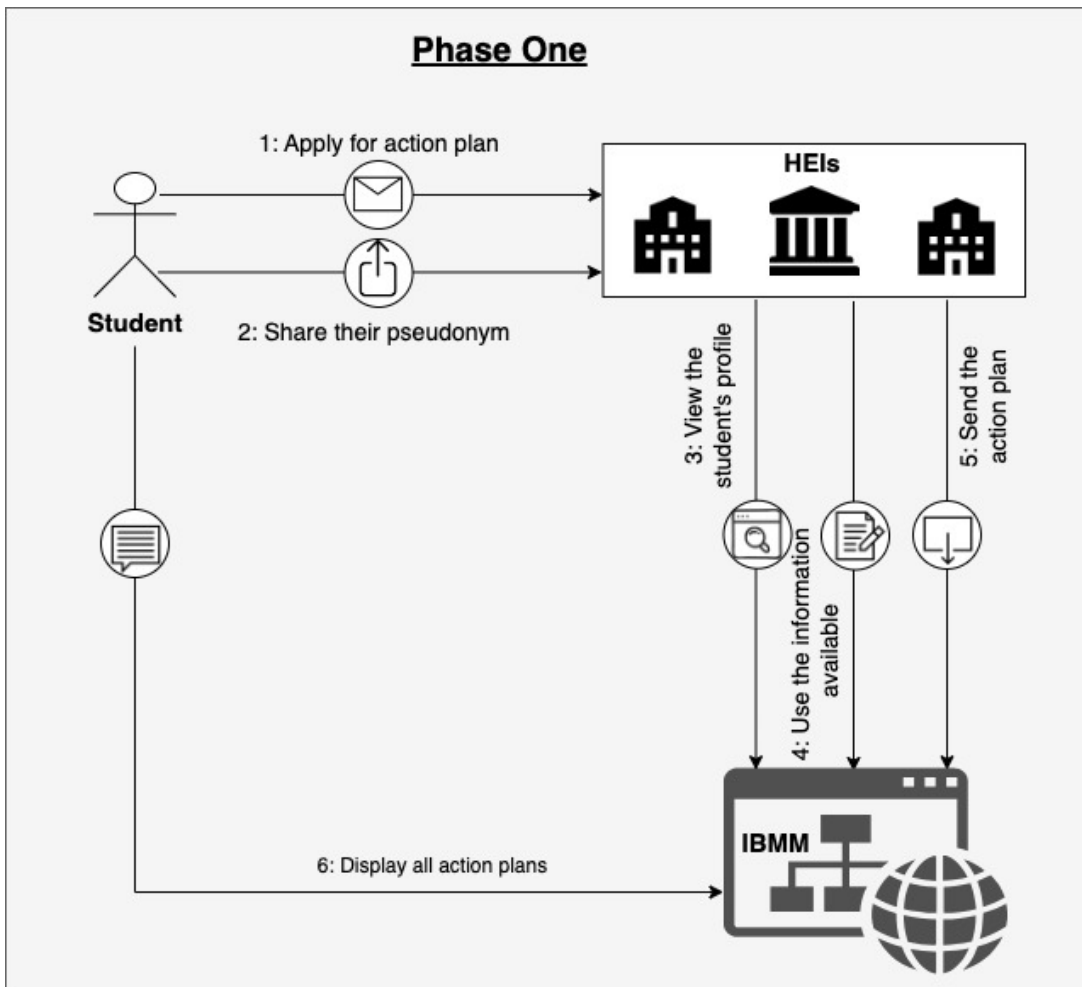 Phase One
1: Apply for action plan
HEIs
Student
2: Share their pseudonym
3: View the
student's profile
4: Use the information
available
5: Send the
action plan
IBMM
6: Display all action plans